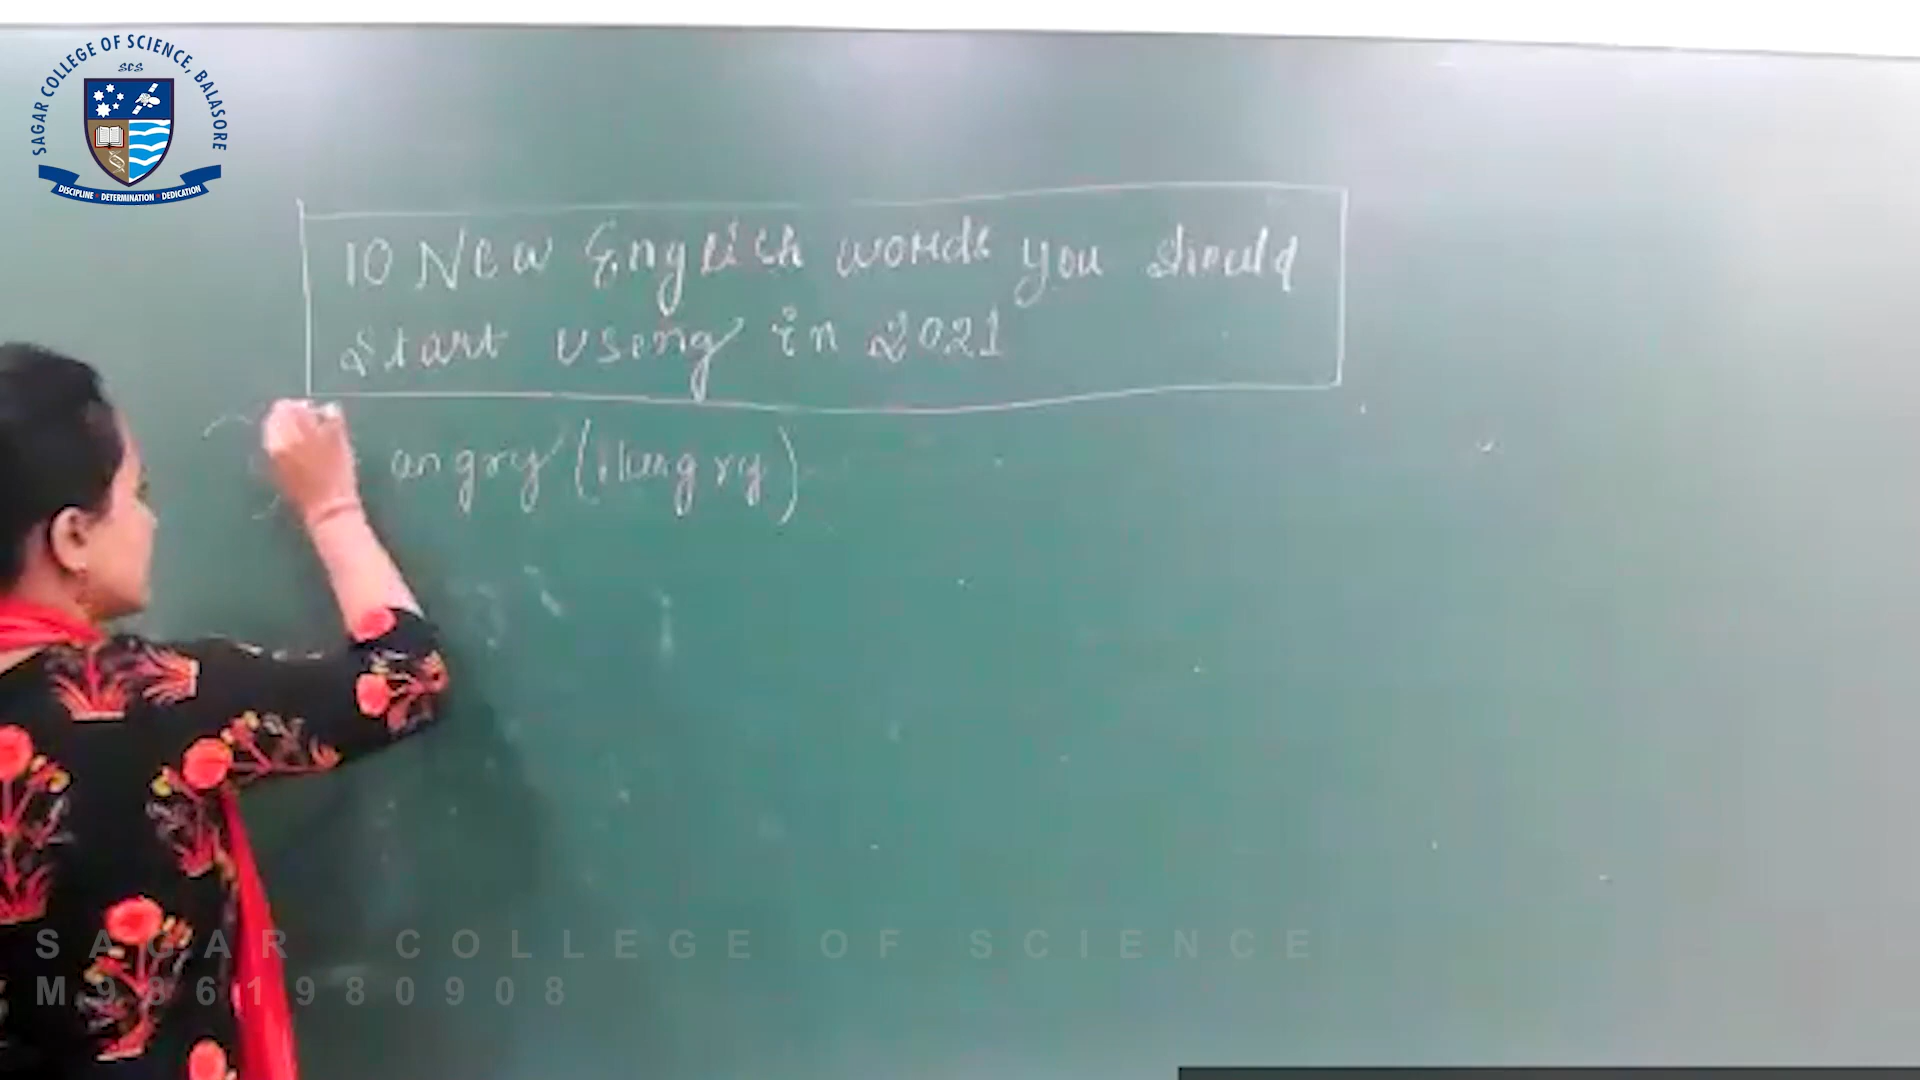 SAGAR COLLEGE OF SCIENCE, BALASORE
SCS
DISCIPLINE DETERMINATION DEDICATION
10 New English words you should
start useing in 2021
angry (Hungry)
SAGAR COLLEGE OF SCIENCE
M 9861980908